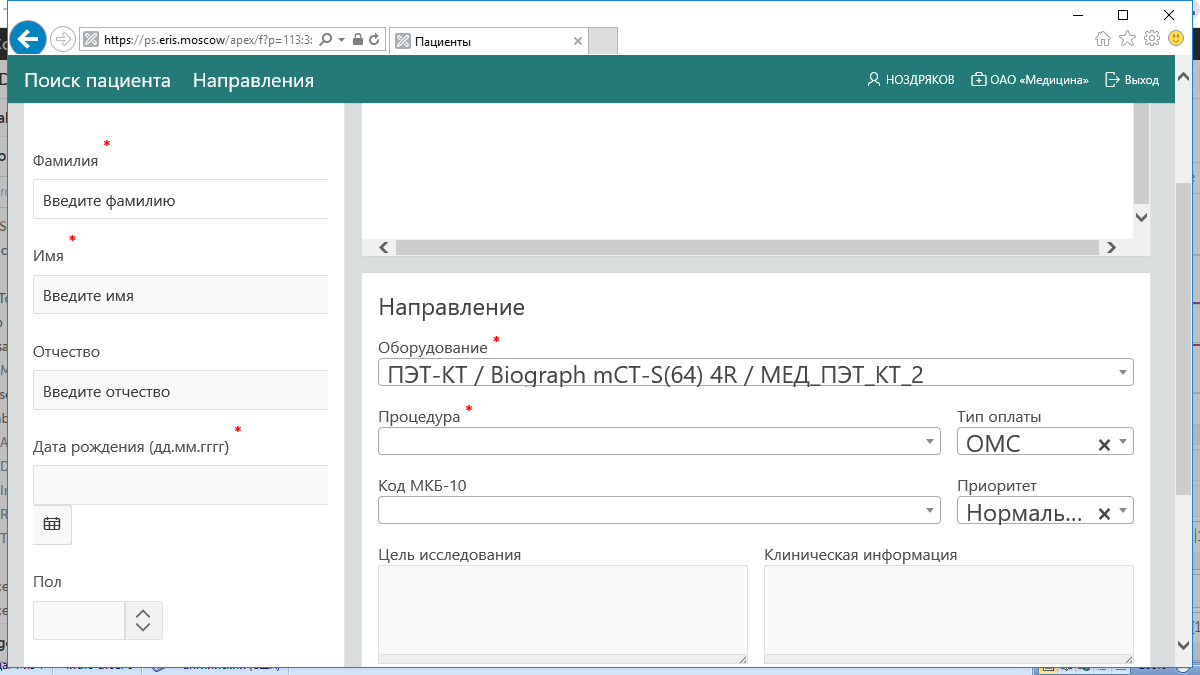 https://ps.eris.moscow/apex/f?p=113:3:
Пациенты
Поиск пациента Направления НОЗДРЯКОВ ОАО «Медицина» Выход
Фамилия *
Введите фамилию
Имя *
Введите имя
Отчество
Введите отчество
Дата рождения (дд.мм.гггг) *
Пол
Направление
Оборудование *
ПЭТ-КТ / Biograph mCT-S(64) 4R / МЕД_ПЭТ_КТ_2
Процедура * Тип оплаты
ОМС
Код МКБ-10 Приоритет
Нормаль...
Цель исследования Клиническая информация